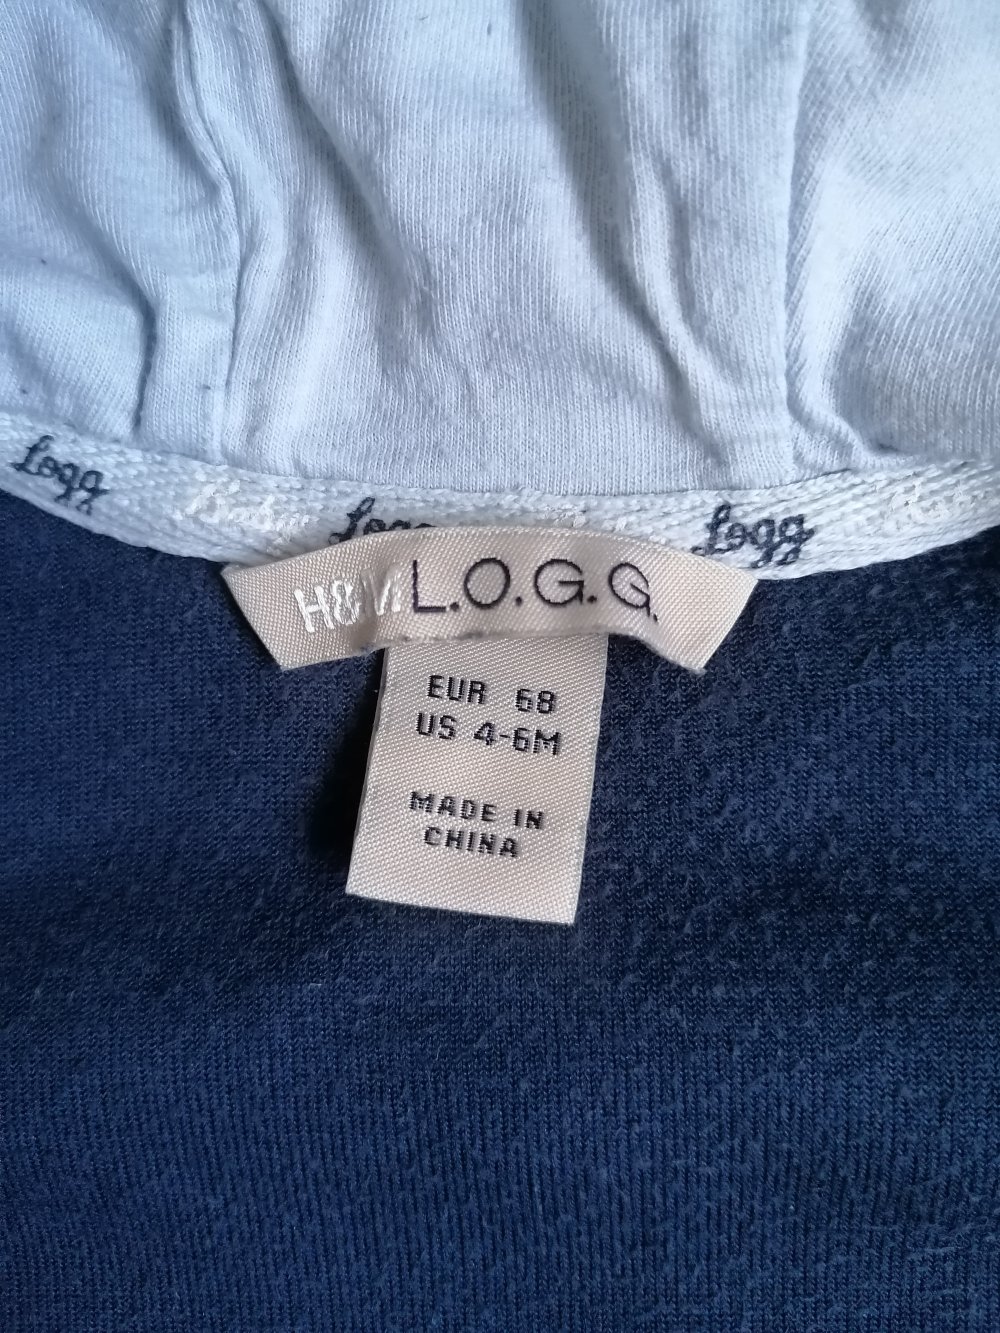 Logg Baby Logg Logg
H&M L.O.G.G.
EUR 68
US 4-6M
MADE IN
CHINA